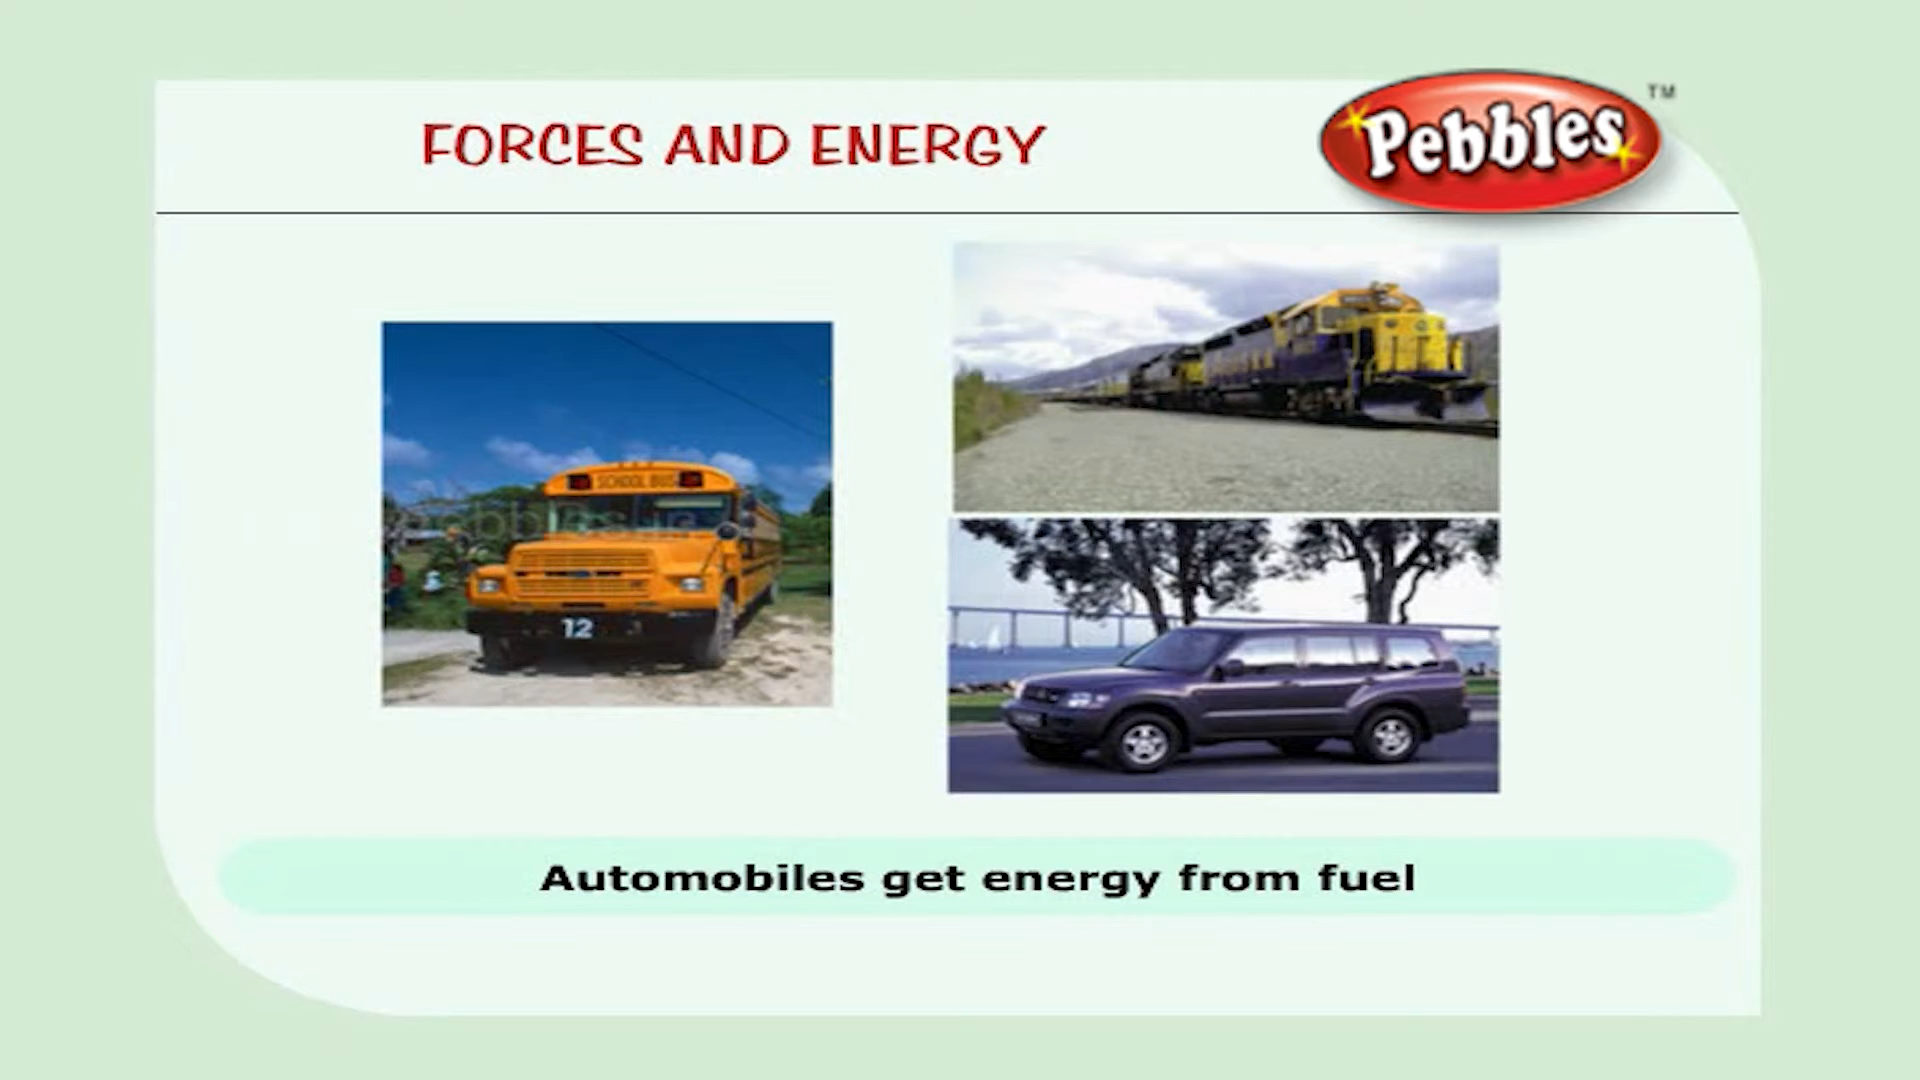 FORCES AND ENERGY
Pebbles TM
SCHOOL BUS
12
Automobiles get energy from fuel